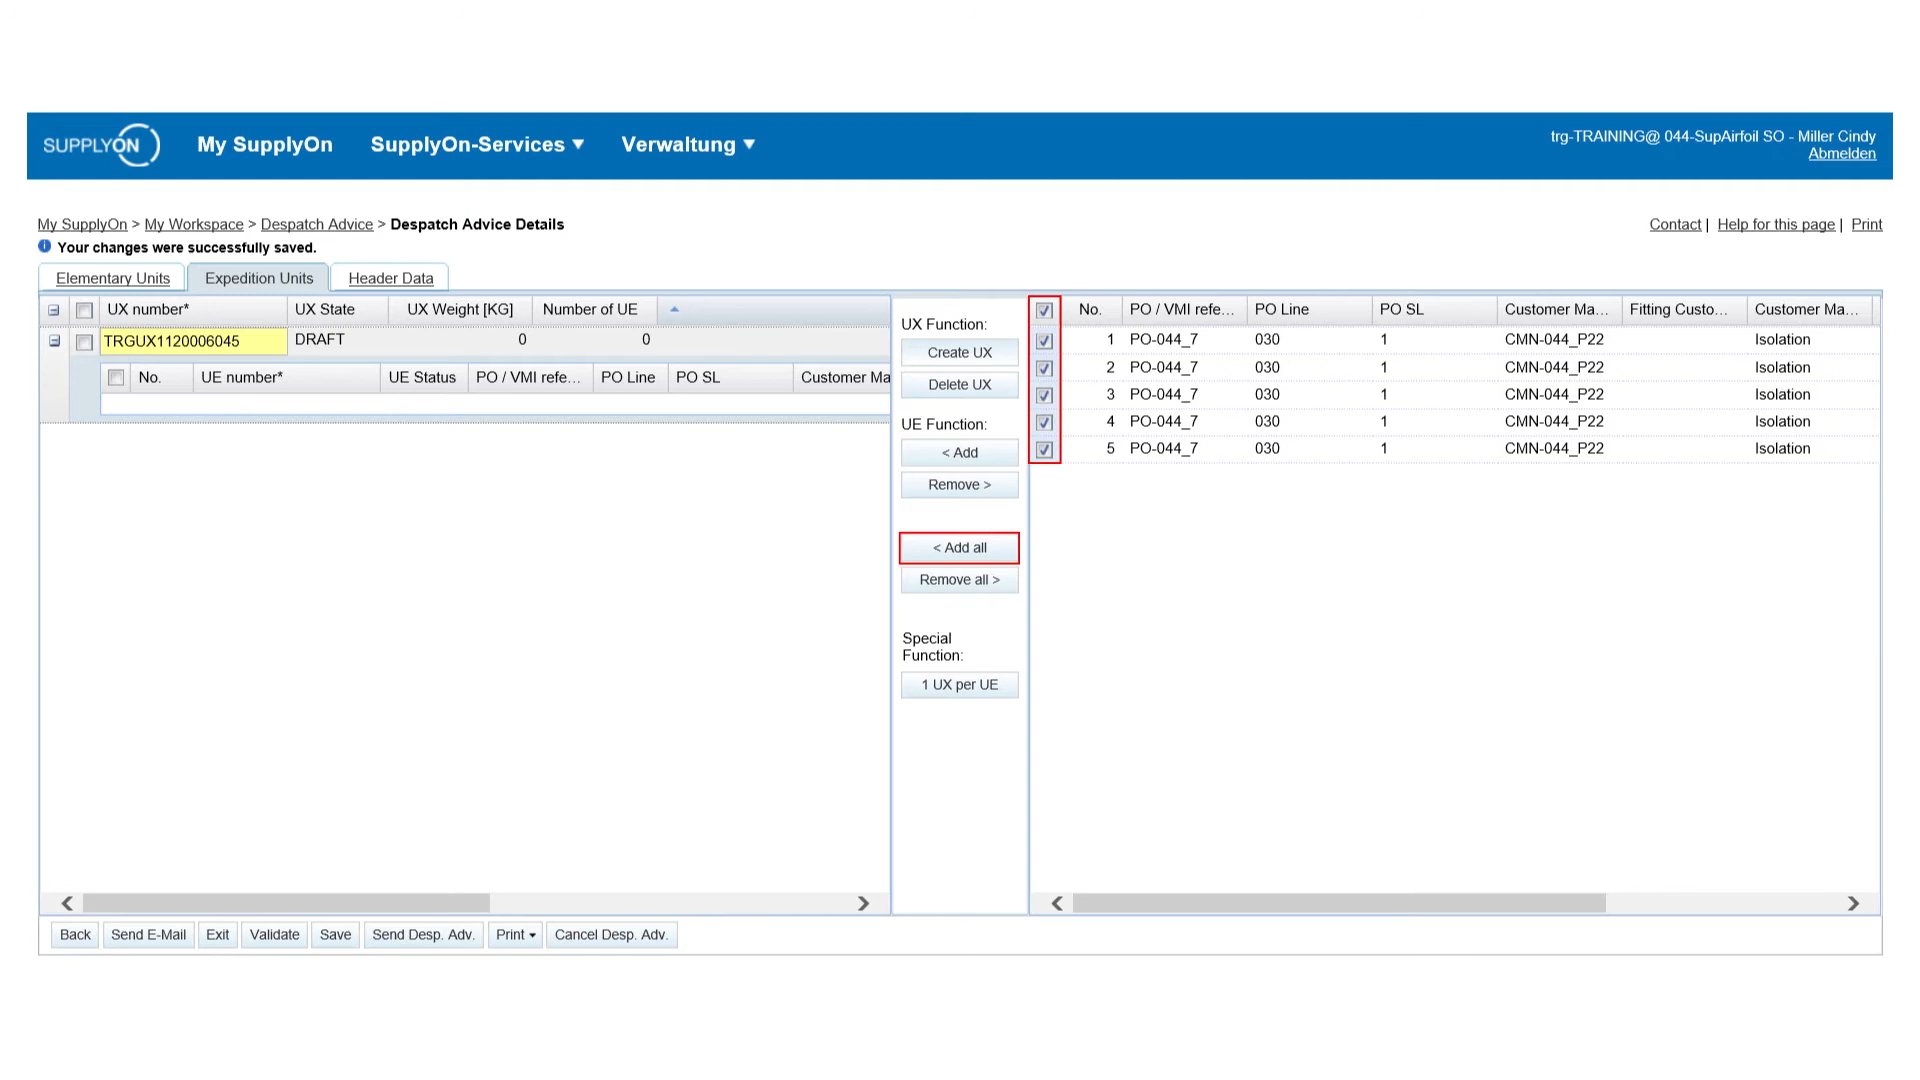 SUPPLYON
My SupplyOn SupplyOn-Services Verwaltung
trg-TRAINING@ 044-SupAirfoil SO - Miller Cindy
Abmelden
My SupplyOn > My Workspace > Despatch Advice > Despatch Advice Details
Contact | Help for this page | Print
Your changes were successfully saved.
Elementary Units Expedition Units Header Data
UX number* UX State UX Weight [KG] Number of UE
TRGUX1120006045 DRAFT 0 0
No. UE number* UE Status PO / VMI refe... PO Line PO SL Customer Ma
UX Function:
Create UX
Delete UX
UE Function:
< Add
Remove >
< Add all
Remove all >
Special
Function:
1 UX per UE
No. PO / VMI refe... PO Line PO SL Customer Ma... Fitting Custo... Customer Ma...
1 PO-044_7 030 1 CMN-044_P22 Isolation
2 PO-044_7 030 1 CMN-044_P22 Isolation
3 PO-044_7 030 1 CMN-044_P22 Isolation
4 PO-044_7 030 1 CMN-044_P22 Isolation
5 PO-044_7 030 1 CMN-044_P22 Isolation
Back Send E-Mail Exit Validate Save Send Desp. Adv. Print Cancel Desp. Adv.